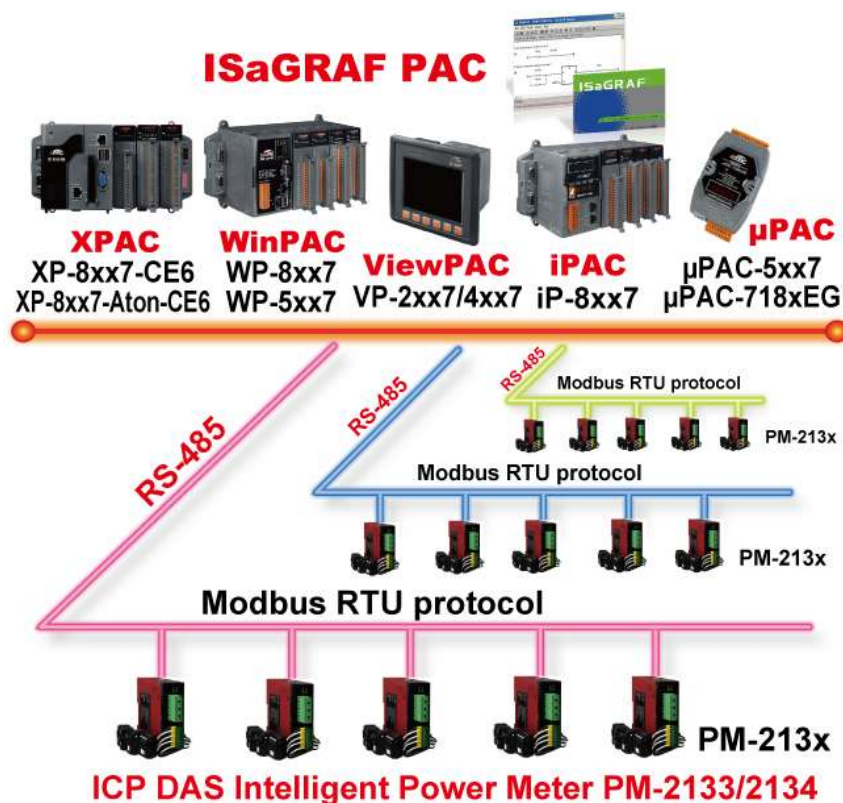 ISaGRAF PAC
ISaGRAF
XPAC
XP-8xx7-CE6
XP-8xx7-Aton-CE6
WinPAC
WP-8xx7
WP-5xx7
ViewPAC
VP-2xx7/4xx7
iPAC
iP-8xx7
µPAC
µPAC-5xx7
µPAC-718xEG
RS-485
Modbus RTU protocol
PM-213x
RS-485
Modbus RTU protocol
PM-213x
RS-485
Modbus RTU protocol
PM-213x
ICP DAS Intelligent Power Meter PM-2133/2134